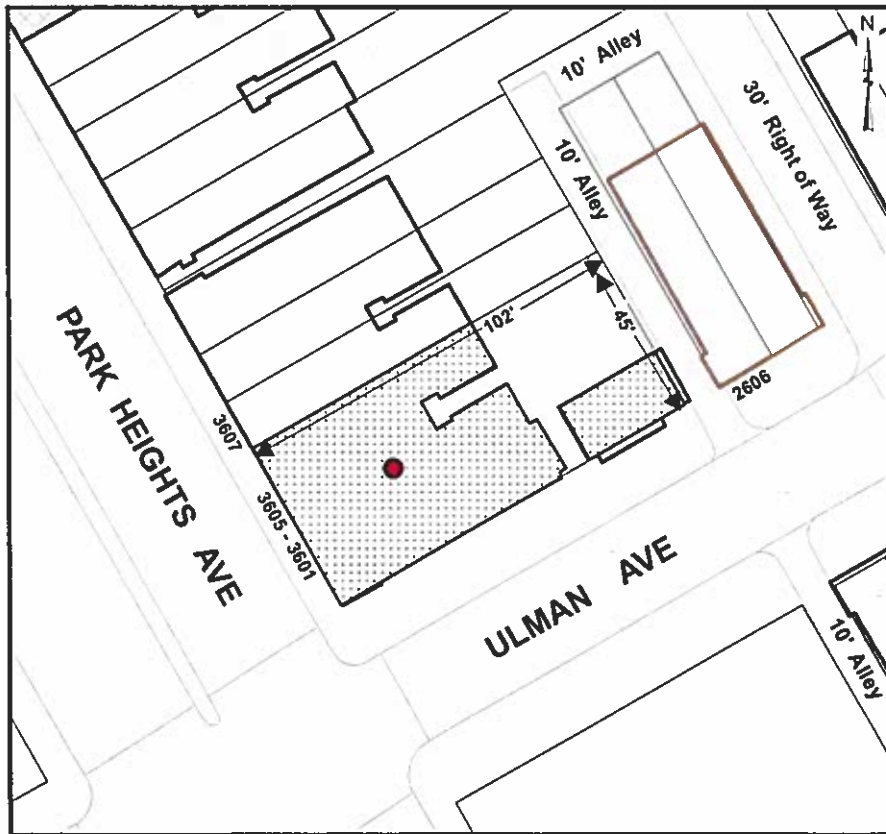 N
10' Alley
30' Right of Way
10' Alley
PARK HEIGHTS AVE
102'
45'
2606
3607
3605 - 3601
ULMAN AVE
10' Alley